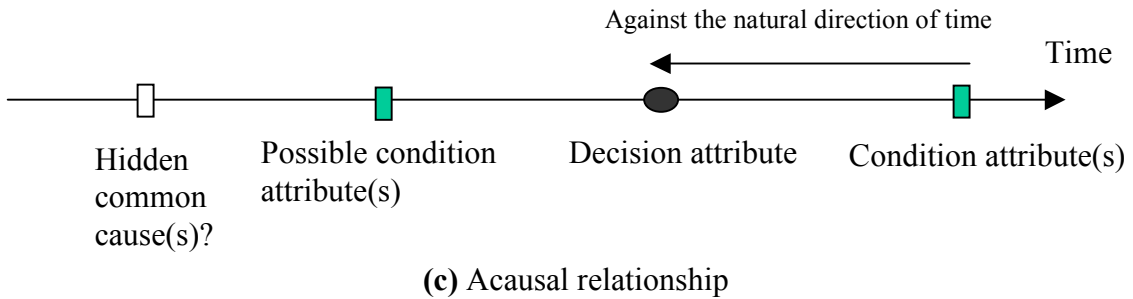 Against the natural direction of time
Time
Hidden
common
cause(s)?
Possible condition
attribute(s)
Decision attribute
Condition attribute(s)
(c) Acausal relationship